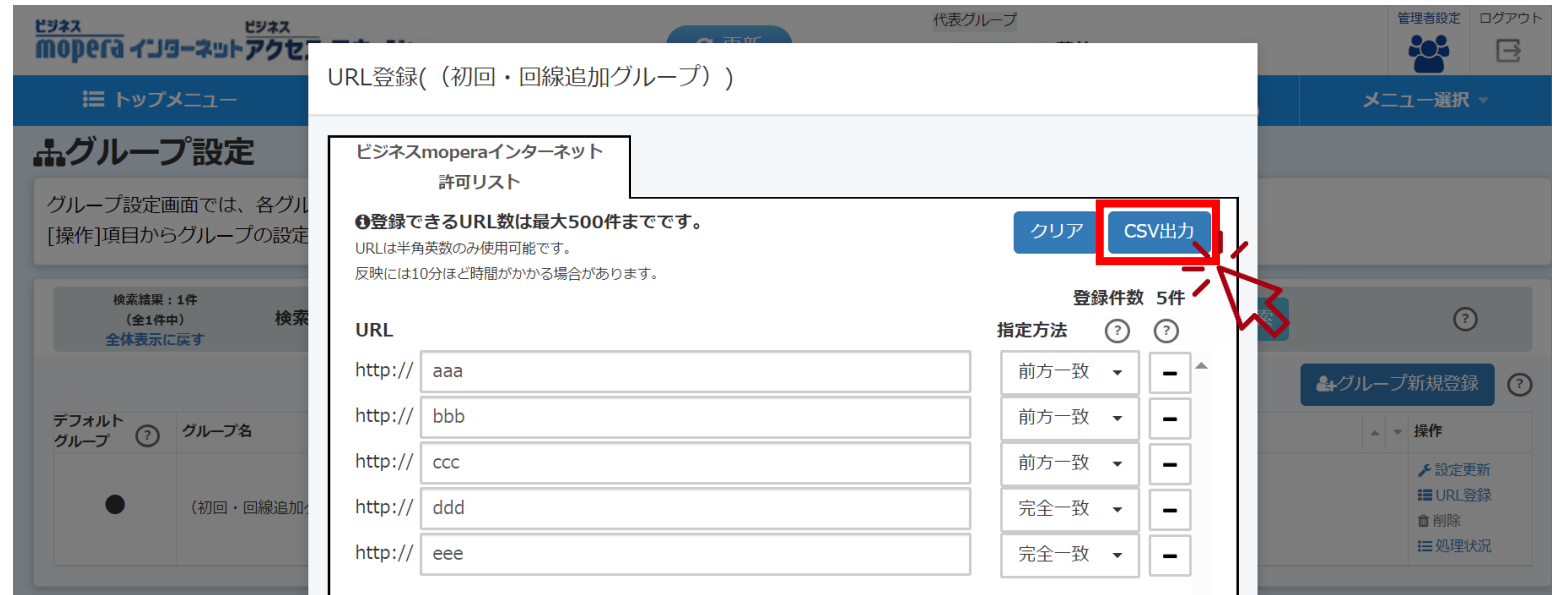 ビジネス
mopera インターネット
ビジネス
アクセス
更新
代表グループ
管理者設定
ログアウト
トップメニュー
メニュー選択
グループ設定
グループ設定画面では、各グル
[操作]項目からグループの設定
検索結果:1件
(全1件中)
全体表示に戻す
検索
索
?
グループ新規登録
?
デフォルト
グループ
?
グループ名
操作
(初回・回線追加
設定更新
URL登録
削除
処理状況
URL登録((初回・回線追加グループ))
ビジネスmoperaインターネット
許可リスト
登録できるURL数は最大500件までです。
URLは半角英数のみ使用可能です。
反映には10分ほど時間がかかる場合があります。
クリア
CSV出力
登録件数 5件
URL 指定方法 ? ?
http:// aaa 前方一致
http:// bbb 前方一致
http:// ccc 前方一致
http:// ddd 完全一致
http:// eee 完全一致